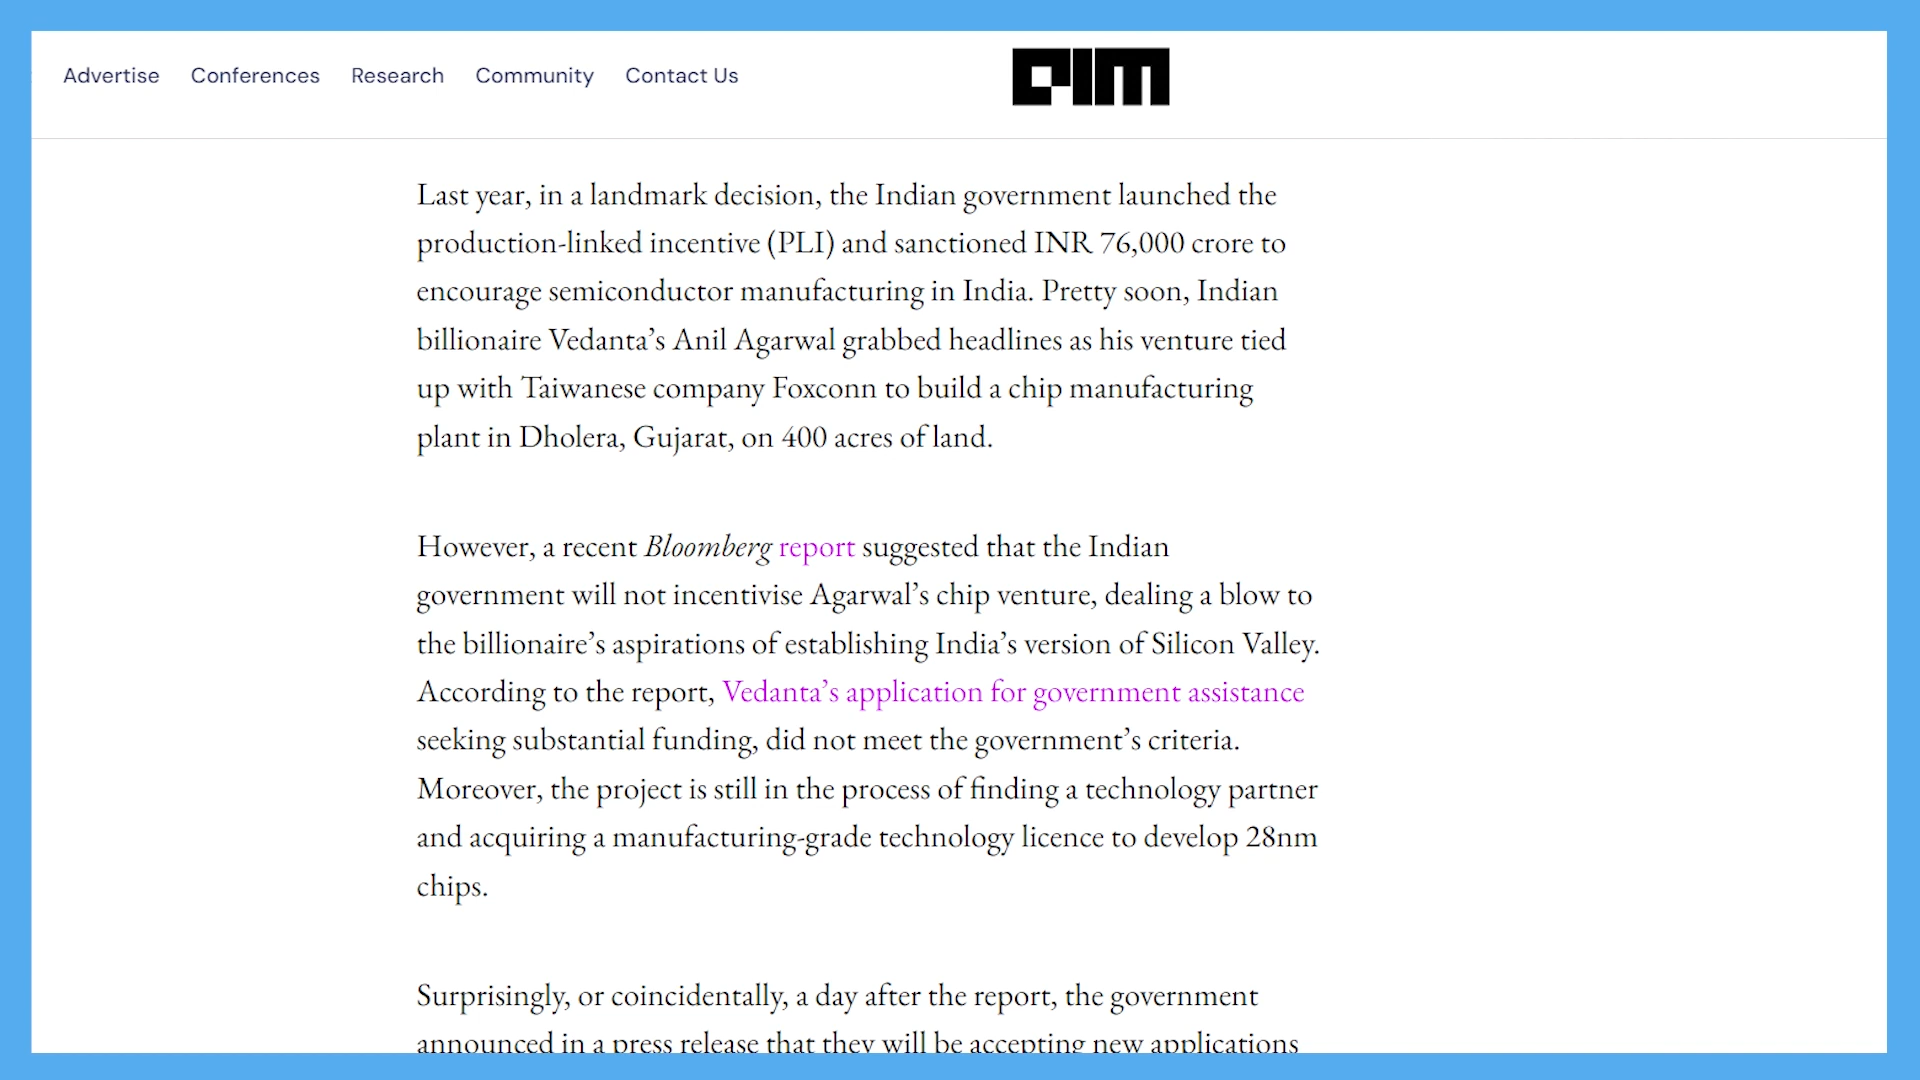 Advertise Conferences Research Community Contact Us
AIM
Last year, in a landmark decision, the Indian government launched the
production-linked incentive (PLI) and sanctioned INR 76,000 crore to
encourage semiconductor manufacturing in India. Pretty soon, Indian
billionaire Vedanta’s Anil Agarwal grabbed headlines as his venture tied
up with Taiwanese company Foxconn to build a chip manufacturing
plant in Dholera, Gujarat, on 400 acres of land.
However, a recent Bloomberg report suggested that the Indian
government will not incentivise Agarwal’s chip venture, dealing a blow to
the billionaire’s aspirations of establishing India’s version of Silicon Valley.
According to the report, Vedanta’s application for government assistance
seeking substantial funding, did not meet the government’s criteria.
Moreover, the project is still in the process of finding a technology partner
and acquiring a manufacturing-grade technology licence to develop 28nm
chips.
Surprisingly, or coincidentally, a day after the report, the government
announced in a press release that they will be accepting new applications